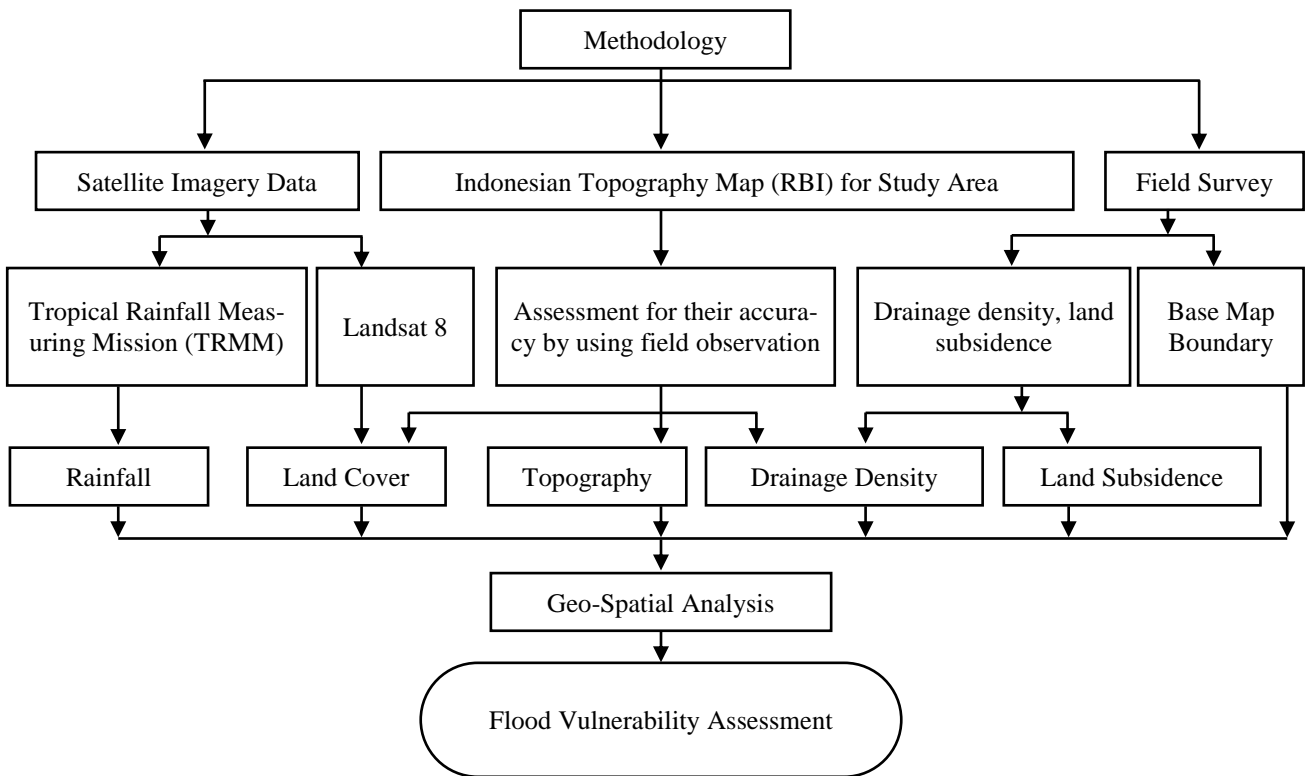 Methodology
Satellite Imagery Data
Indonesian Topography Map (RBI) for Study Area
Field Survey
Tropical Rainfall Meas-
uring Mission (TRMM)
Landsat 8
Assessment for their accura-
cy by using field observation
Drainage density, land
subsidence
Base Map
Boundary
Rainfall
Land Cover
Topography
Drainage Density
Land Subsidence
Geo-Spatial Analysis
Flood Vulnerability Assessment